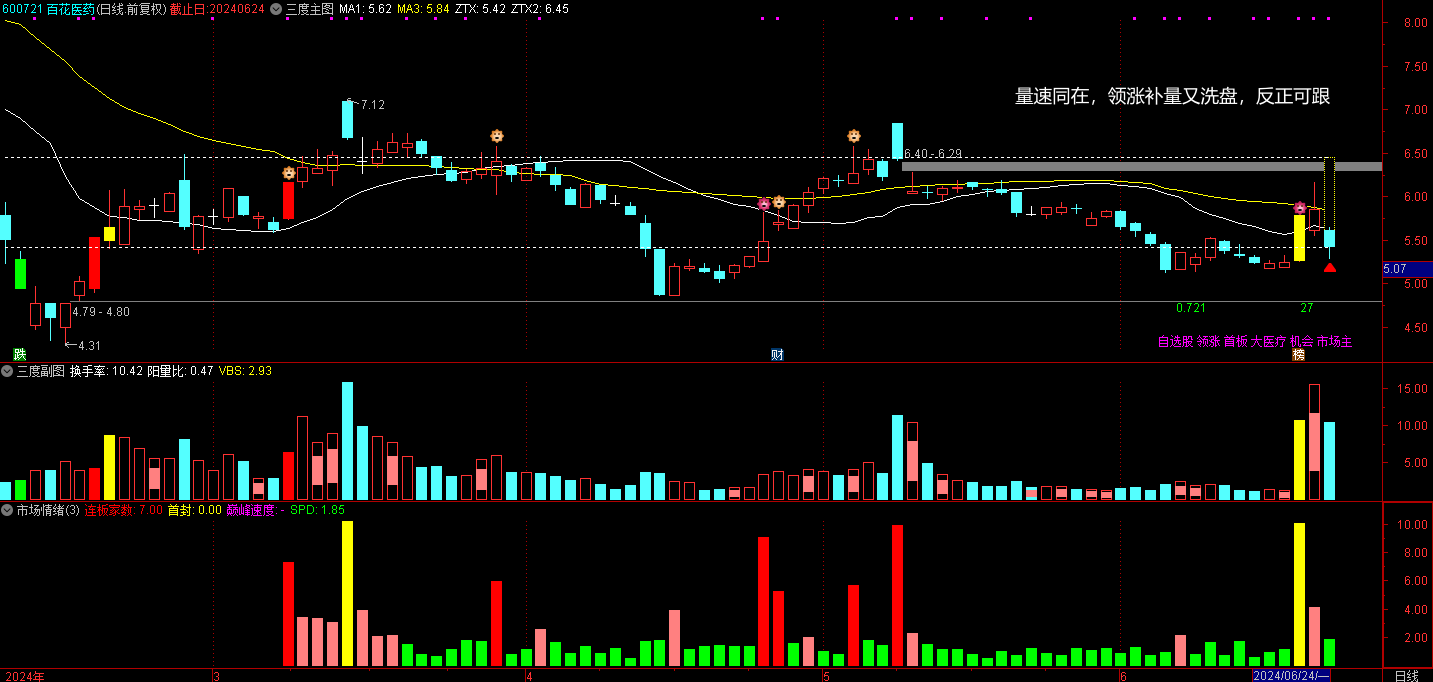 600721 百花医药(日线.前复权) 截止日:20240624 三度主图 MA1: 5.62 MA3: 5.84 ZTX: 5.42 ZTX2: 6.45
8.00
7.50
7.12
7.00
量速同在，领涨补量又洗盘，反正可跟
6.40 - 6.29
6.50
6.00
5.50
5.07
5.00
4.79 - 4.80
0.721
27
4.50
4.31
自选股 领涨 首板 大医疗 机会 市场主
跌
财
榜
三度副图 换手率: 10.42 阳量比: 0.47 VBS: 2.93
15.00
10.00
5.00
市场情绪(3) 连板家数: 7.00 首封: 0.00 巅峰速度: - SPD: 1.85
10.00
8.00
6.00
4.00
2.00
2024年
3
4
5
6
2024/06/24/一
日线